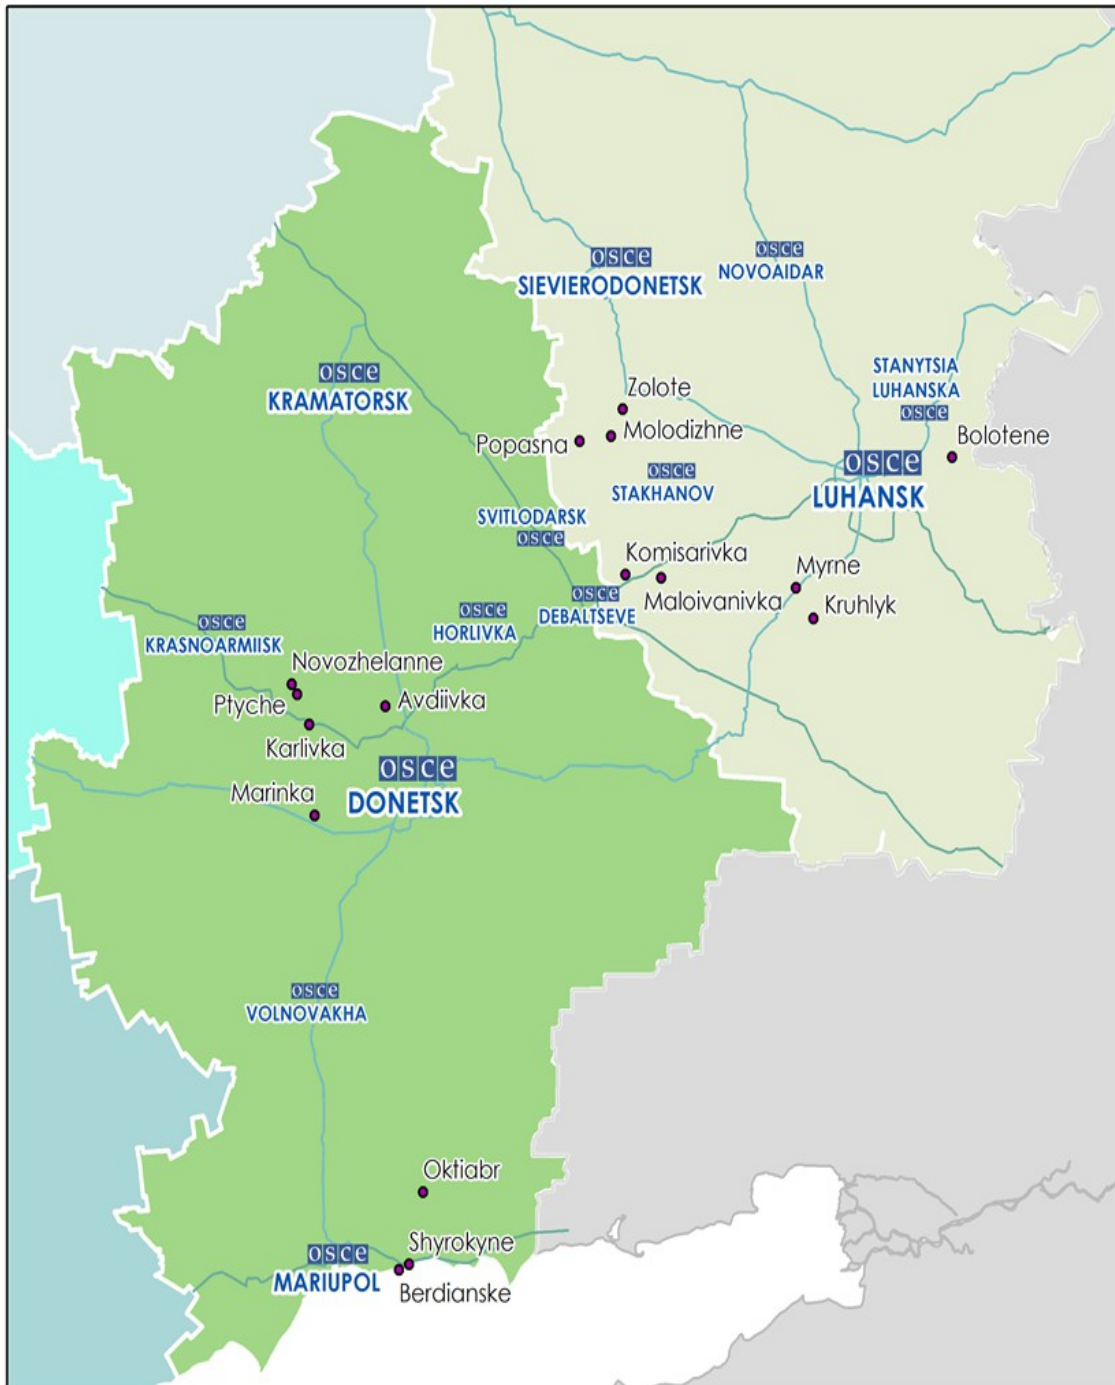 osce
SIEVIERODONETSK
osce
NOVOAIDAR
osce
KRAMATORSK
STANYTSIA
LUHANSKA
osce
Zolote
Molodizhne
Popasna
Bolotene
osce
LUHANSK
osce
STAKHANOV
SVITLODARSK
osce
Komisarivka
Maloivanivka
Myrne
Kruhlyk
osce
DEBALTSEVE
osce
HORLIVKA
osce
KRASNOARMIISK
Novozhelanne
Ptyche
Avdiivka
Karlivka
osce
DONETSK
Marinka
osce
VOLNOVAKHA
Oktiabr
Shyrokyne
osce
MARIUPOL
Berdianske